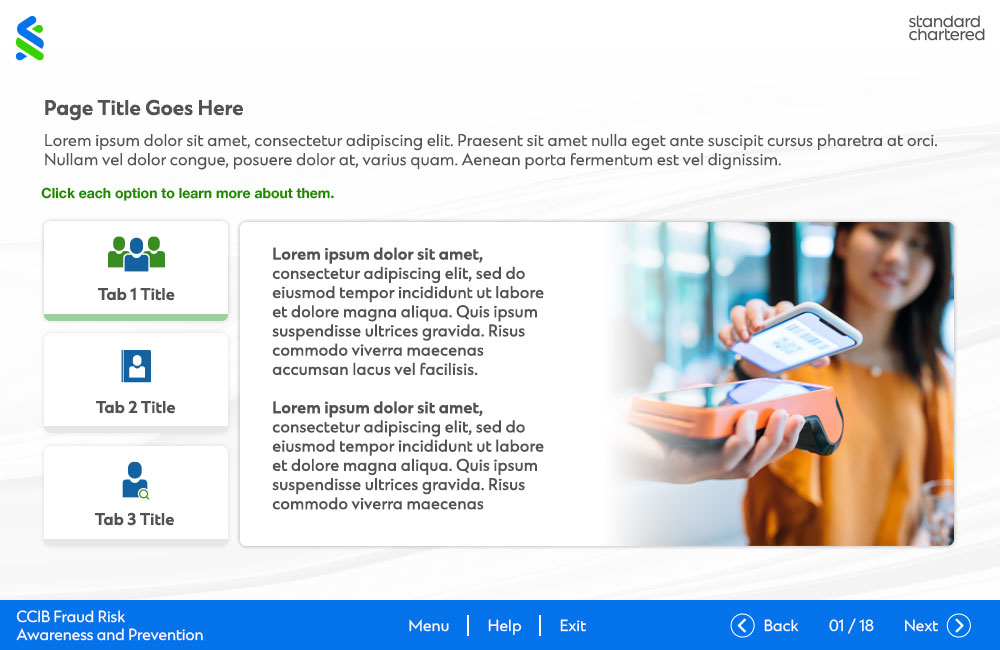 standard
chartered
Page Title Goes Here
Lorem ipsum dolor sit amet, consectetur adipiscing elit. Praesent sit amet nulla eget ante suscipit cursus pharetra at orci.
Nullam vel dolor congue, posuere dolor at, varius quam. Aenean porta fermentum est vel dignissim.
Click each option to learn more about them.
Tab 1 Title
Tab 2 Title
Tab 3 Title
Lorem ipsum dolor sit amet,
consectetur adipiscing elit, sed do
eiusmod tempor incididunt ut labore
et dolore magna aliqua. Quis ipsum
suspendisse ultrices gravida. Risus
commodo viverra maecenas
accumsan lacus vel facilisis.
Lorem ipsum dolor sit amet,
consectetur adipiscing elit, sed do
eiusmod tempor incididunt ut labore
et dolore magna aliqua. Quis ipsum
suspendisse ultrices gravida. Risus
commodo viverra maecenas
CCIB Fraud Risk
Awareness and Prevention
Menu | Help | Exit
Back 01 / 18 Next